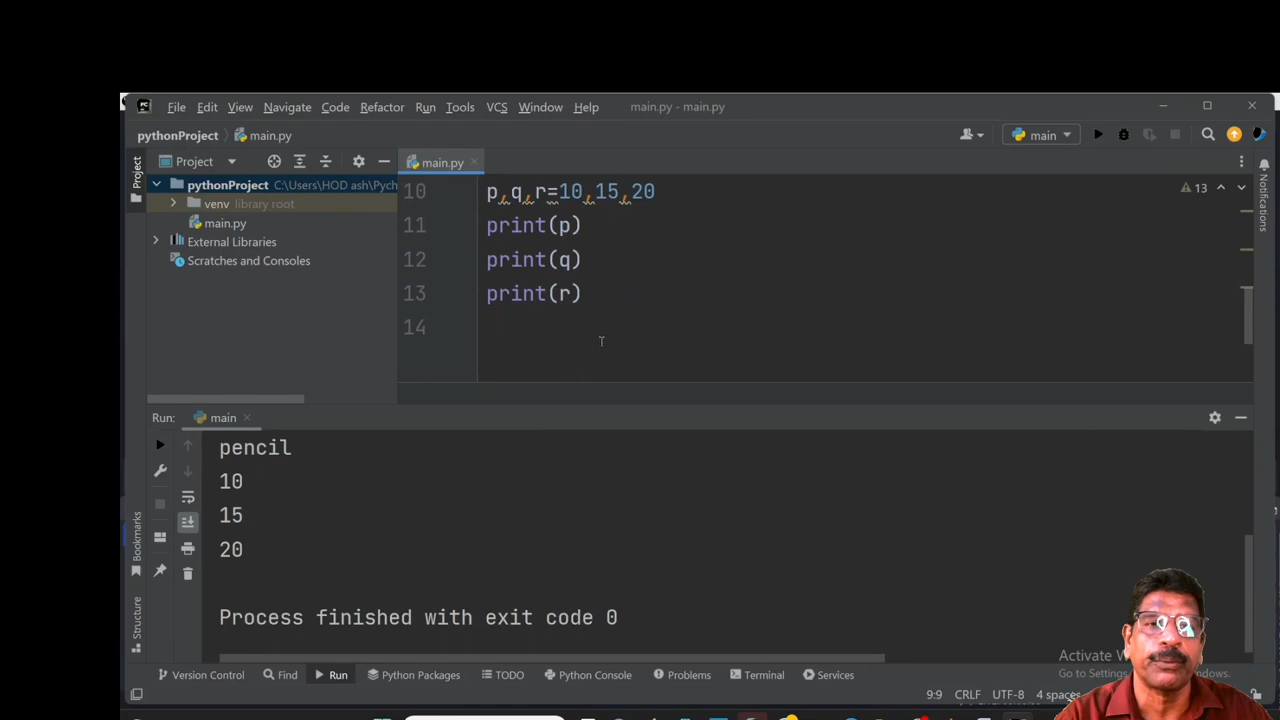 File Edit View Navigate Code Refactor Run Tools VCS Window Help main.py - main.py
pythonProject main.py main
Project main.py
pythonProject C:\Users\HOD ash\Pych
venv library root
main.py
External Libraries
Scratches and Consoles
Project
Notifications
10 p,q,r=10,15,20
13
11 print(p)
12 print(q)
13 print(r)
14
Run: main
pencil
10
15
20
Process finished with exit code 0
Bookmarks
Structure
Activate W
Go to Settings Windows.
Version Control Find Run Python Packages TODO Python Console Problems Terminal Services
9:9 CRLF UTF-8 4 spaces